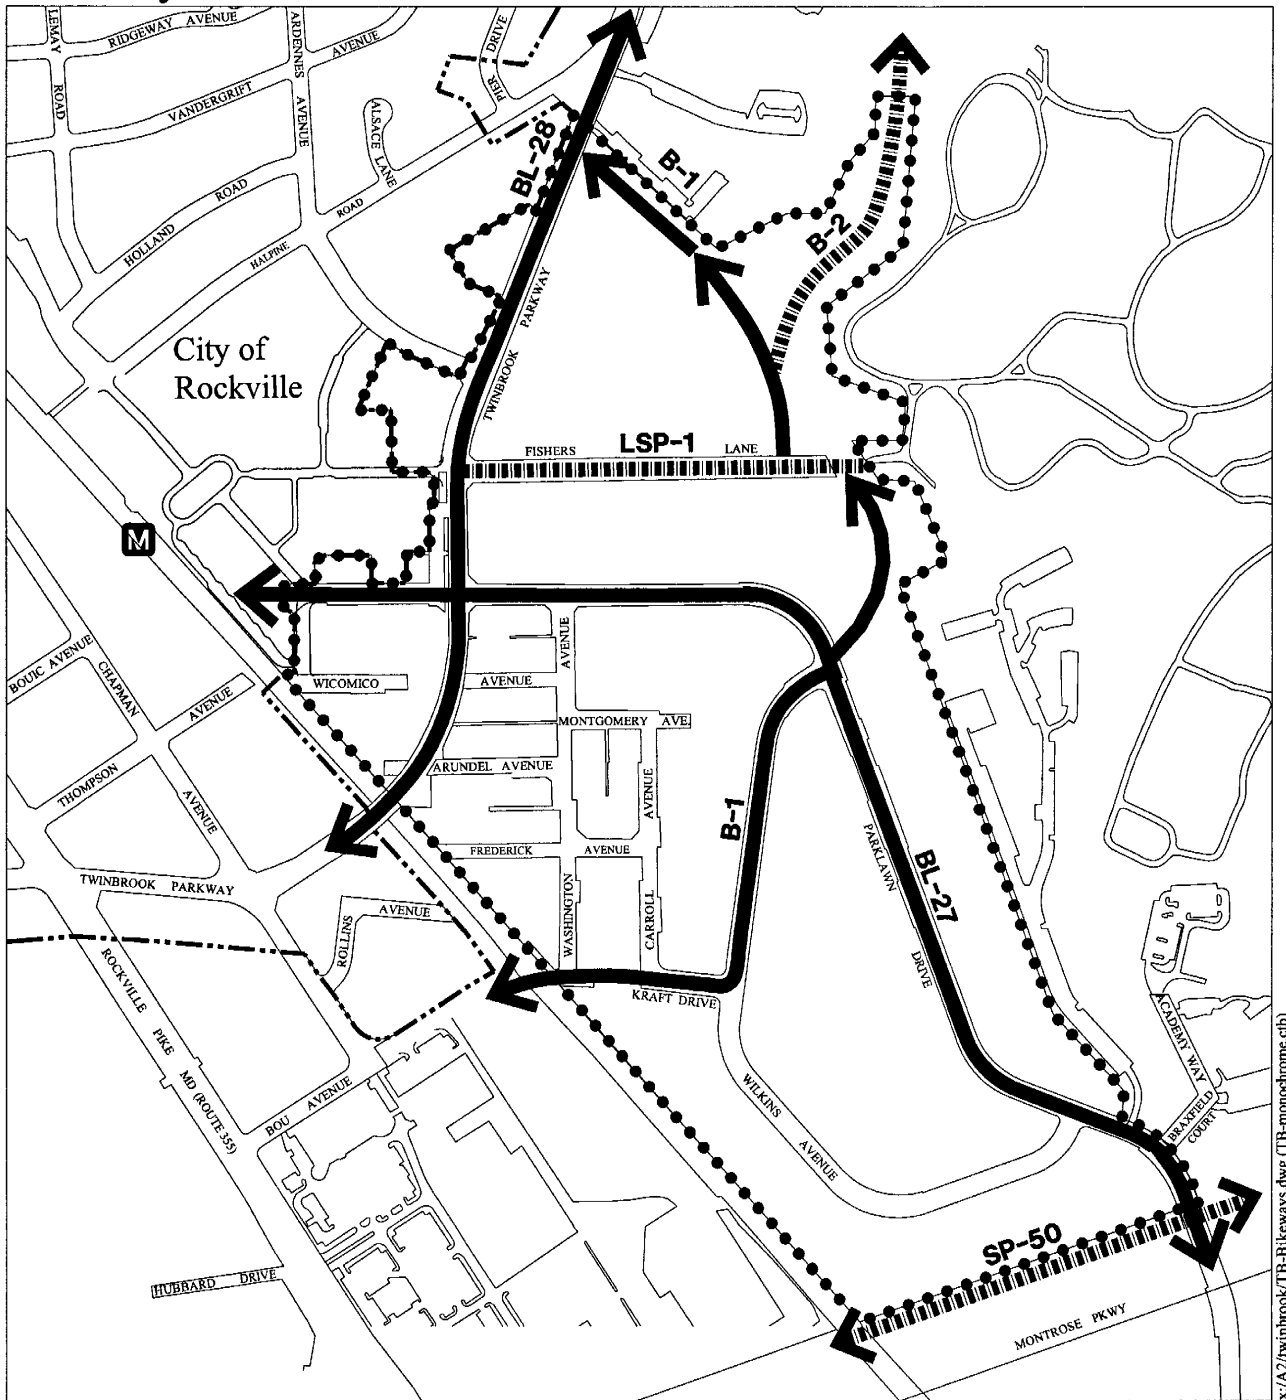 LEMAY
ROAD
RIDGEWAY AVENUE
ARDENNES
AVENUE
AVENUE
VANDERGRIFT
ALSACE LANE
PIER
DRIVE
HOLLAND ROAD
HALPINE
ROAD
BL-28
B-1
B-2
TWINBROOK PARKWAY
City of
Rockville
FISHERS LANE
LSP-1
M
BOUIC AVENUE
CHAPMAN
AVENUE
THOMPSON
AVENUE
WICOMICO
AVENUE
AVENUE
MONTGOMERY AVE.
ARUNDEL AVENUE
AVENUE
FREDERICK AVENUE
WASHINGTON
CARROLL
B-1
PARKLAWN
DRIVE
BL-27
TWINBROOK PARKWAY
ROLLINS
AVENUE
ROCKVILLE PIKE MD (ROUTE 355)
KRAFT DRIVE
WILKINS
AVENUE
BOU AVENUE
ACADEMY WAY
BRAXFIELD
COURT
SP-50
HUBBARD DRIVE
MONTROSE PKWY